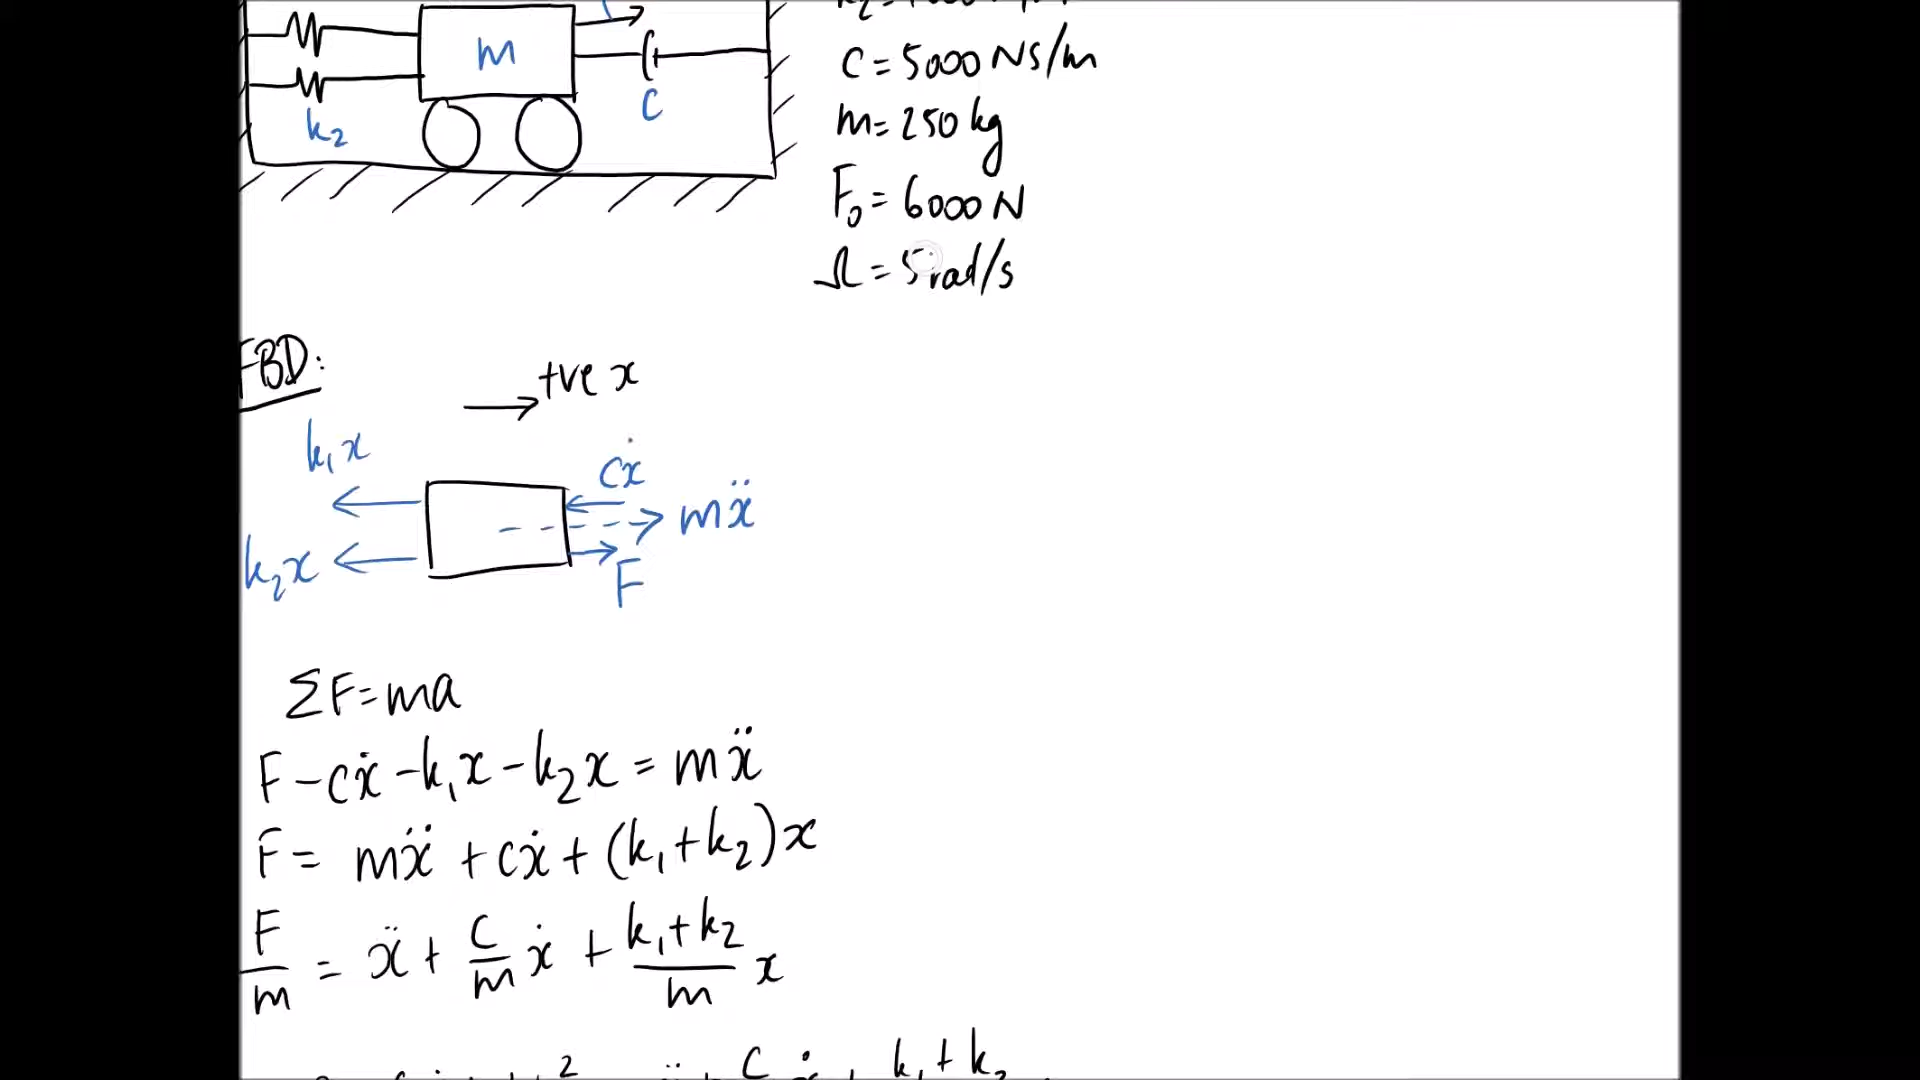 m
C
k₂
C = 5000 NS/m
m = 250 kg
F₀ = 6000 N
Ω = 5 rad/s
FBD:
+ve x
k₁x
cẋ
mẍ
k₂x
F
ΣF = ma
F - cẋ - k₁x - k₂x = mẍ
F = mẍ + cẋ + (k₁ + k₂)x
F/m = ẍ + c/m ẋ + (k₁ + k₂)/m x